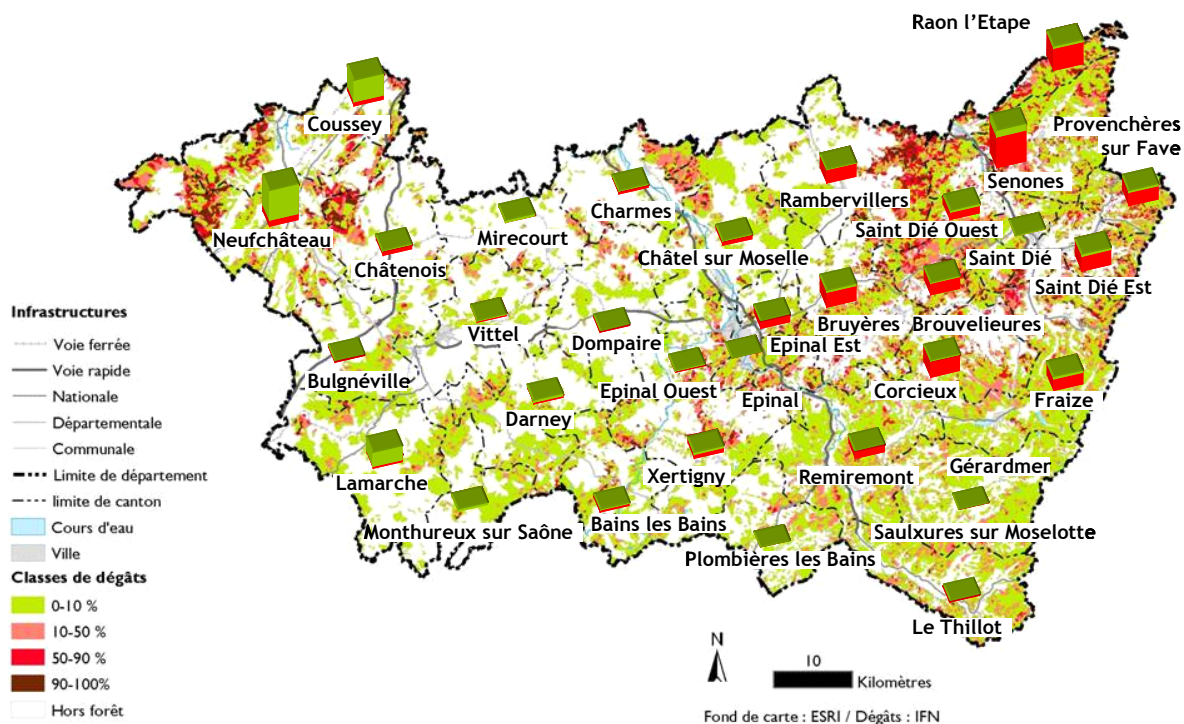 Raon l’Etape
Coussey
Provenchères
sur Fave
Senones
Rambervillers
Charmes
Mirecourt
Neufchâteau
Saint Dié Ouest
Châtenois
Châtel sur Moselle
Saint Dié
Saint Dié Est
Infrastructures
Voie ferrée
Voie rapide
Nationale
Départementale
Communale
Limite de département
limite de canton
Cours d'eau
Ville
Classes de dégâts
0-10 %
10-50 %
50-90 %
90-100%
Hors forêt
Vittel
Dompaire
Bruyères
Brouvelieures
Epinal Est
Bulgnéville
Epinal Ouest
Epinal
Corcieux
Fraize
Darney
Lamarche
Xertigny
Remiremont
Gérardmer
Monthureux sur Saône
Bains les Bains
Saulxures sur Moselotte
Plombières les Bains
Le Thillot
N
10
Kilomètres
Fond de carte : ESRI / Dégâts : IFN